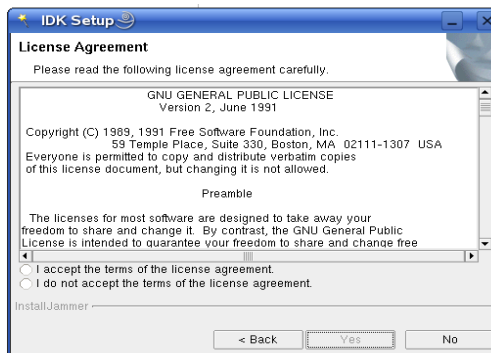 IDK Setup
License Agreement
Please read the following license agreement carefully.
GNU GENERAL PUBLIC LICENSE
Version 2, June 1991
Copyright (C) 1989, 1991 Free Software Foundation, Inc.
59 Temple Place, Suite 330, Boston, MA 02111-1307 USA
Everyone is permitted to copy and distribute verbatim copies
of this license document, but changing it is not allowed.
Preamble
The licenses for most software are designed to take away your
freedom to share and change it. By contrast, the GNU General Public
License is intended to guarantee your freedom to share and change free
I accept the terms of the license agreement.
I do not accept the terms of the license agreement.
InstallJammer
< Back
Yes
No